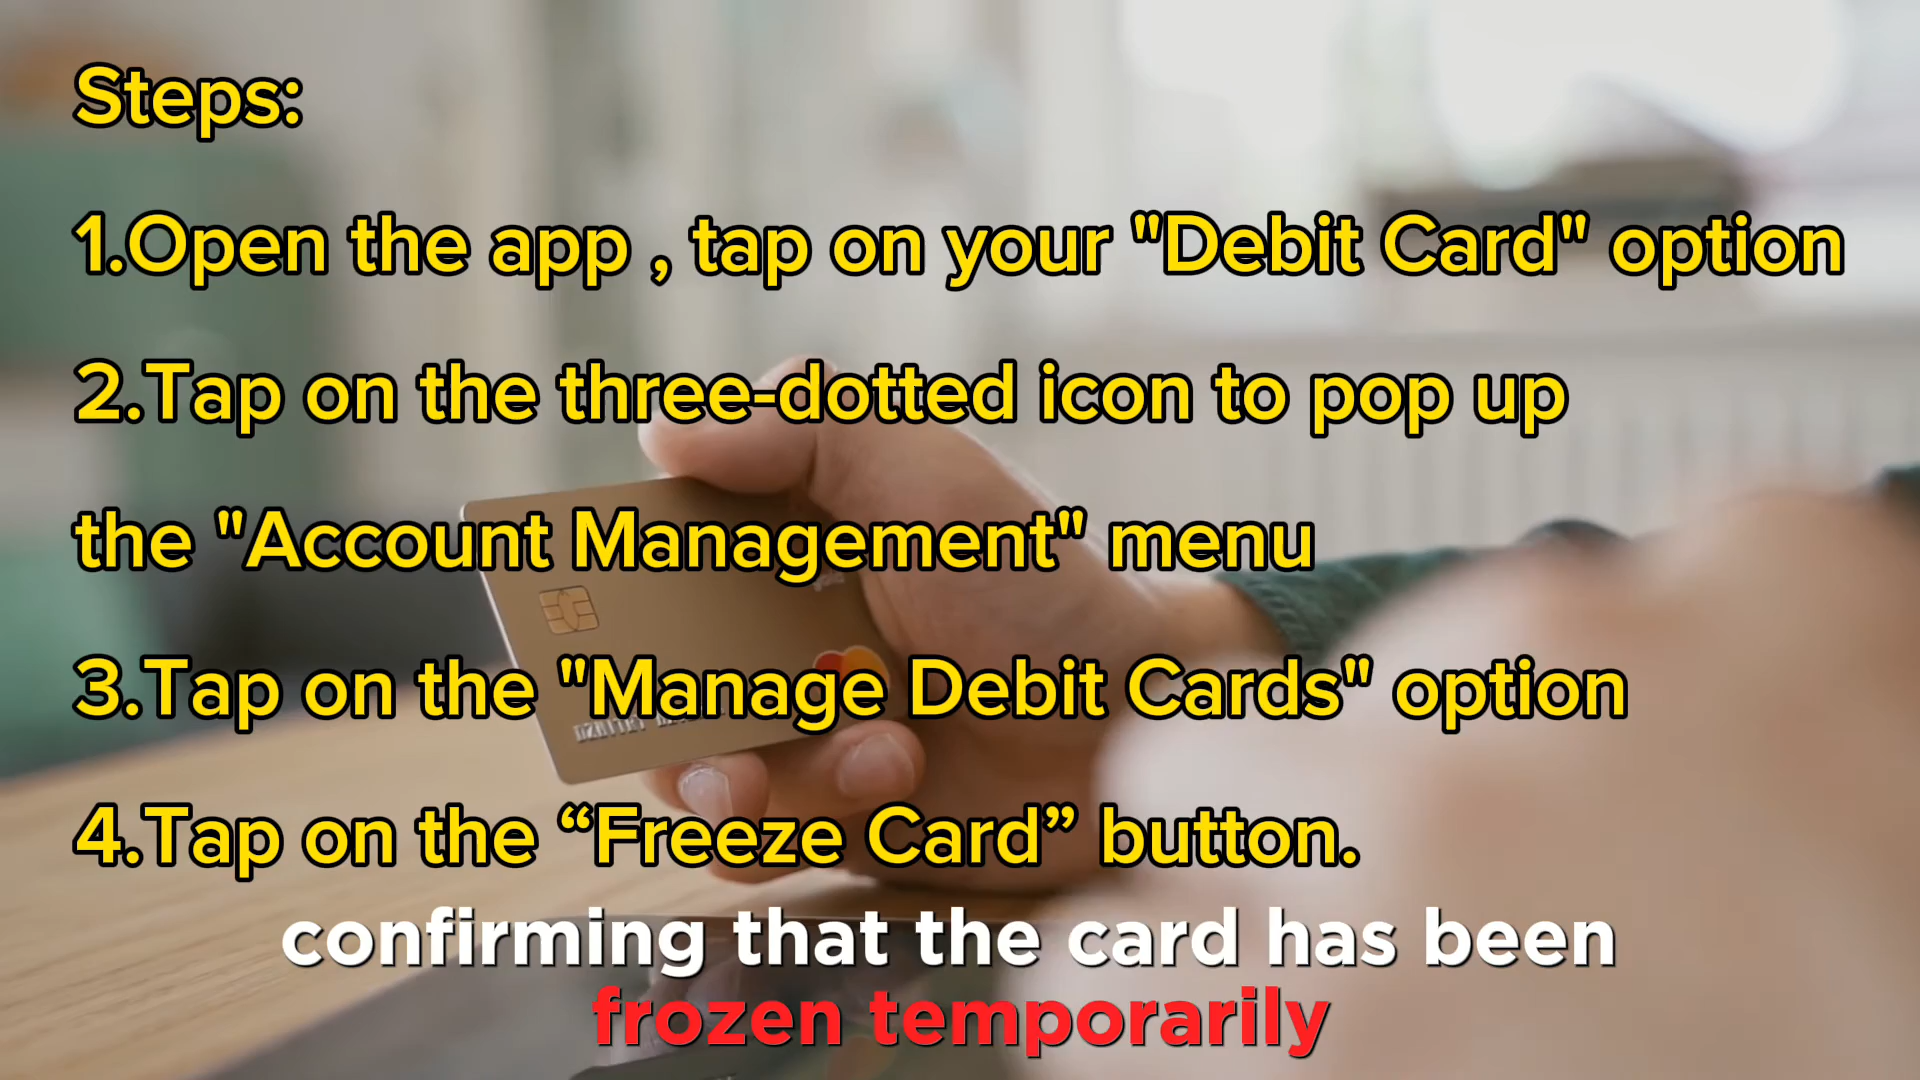 Steps:
1.Open the app , tap on your "Debit Card" option
2.Tap on the three-dotted icon to pop up
the "Account Management" menu
3.Tap on the "Manage Debit Cards" option
4.Tap on the “Freeze Card” button.
confirming that the card has been
frozen temporarily